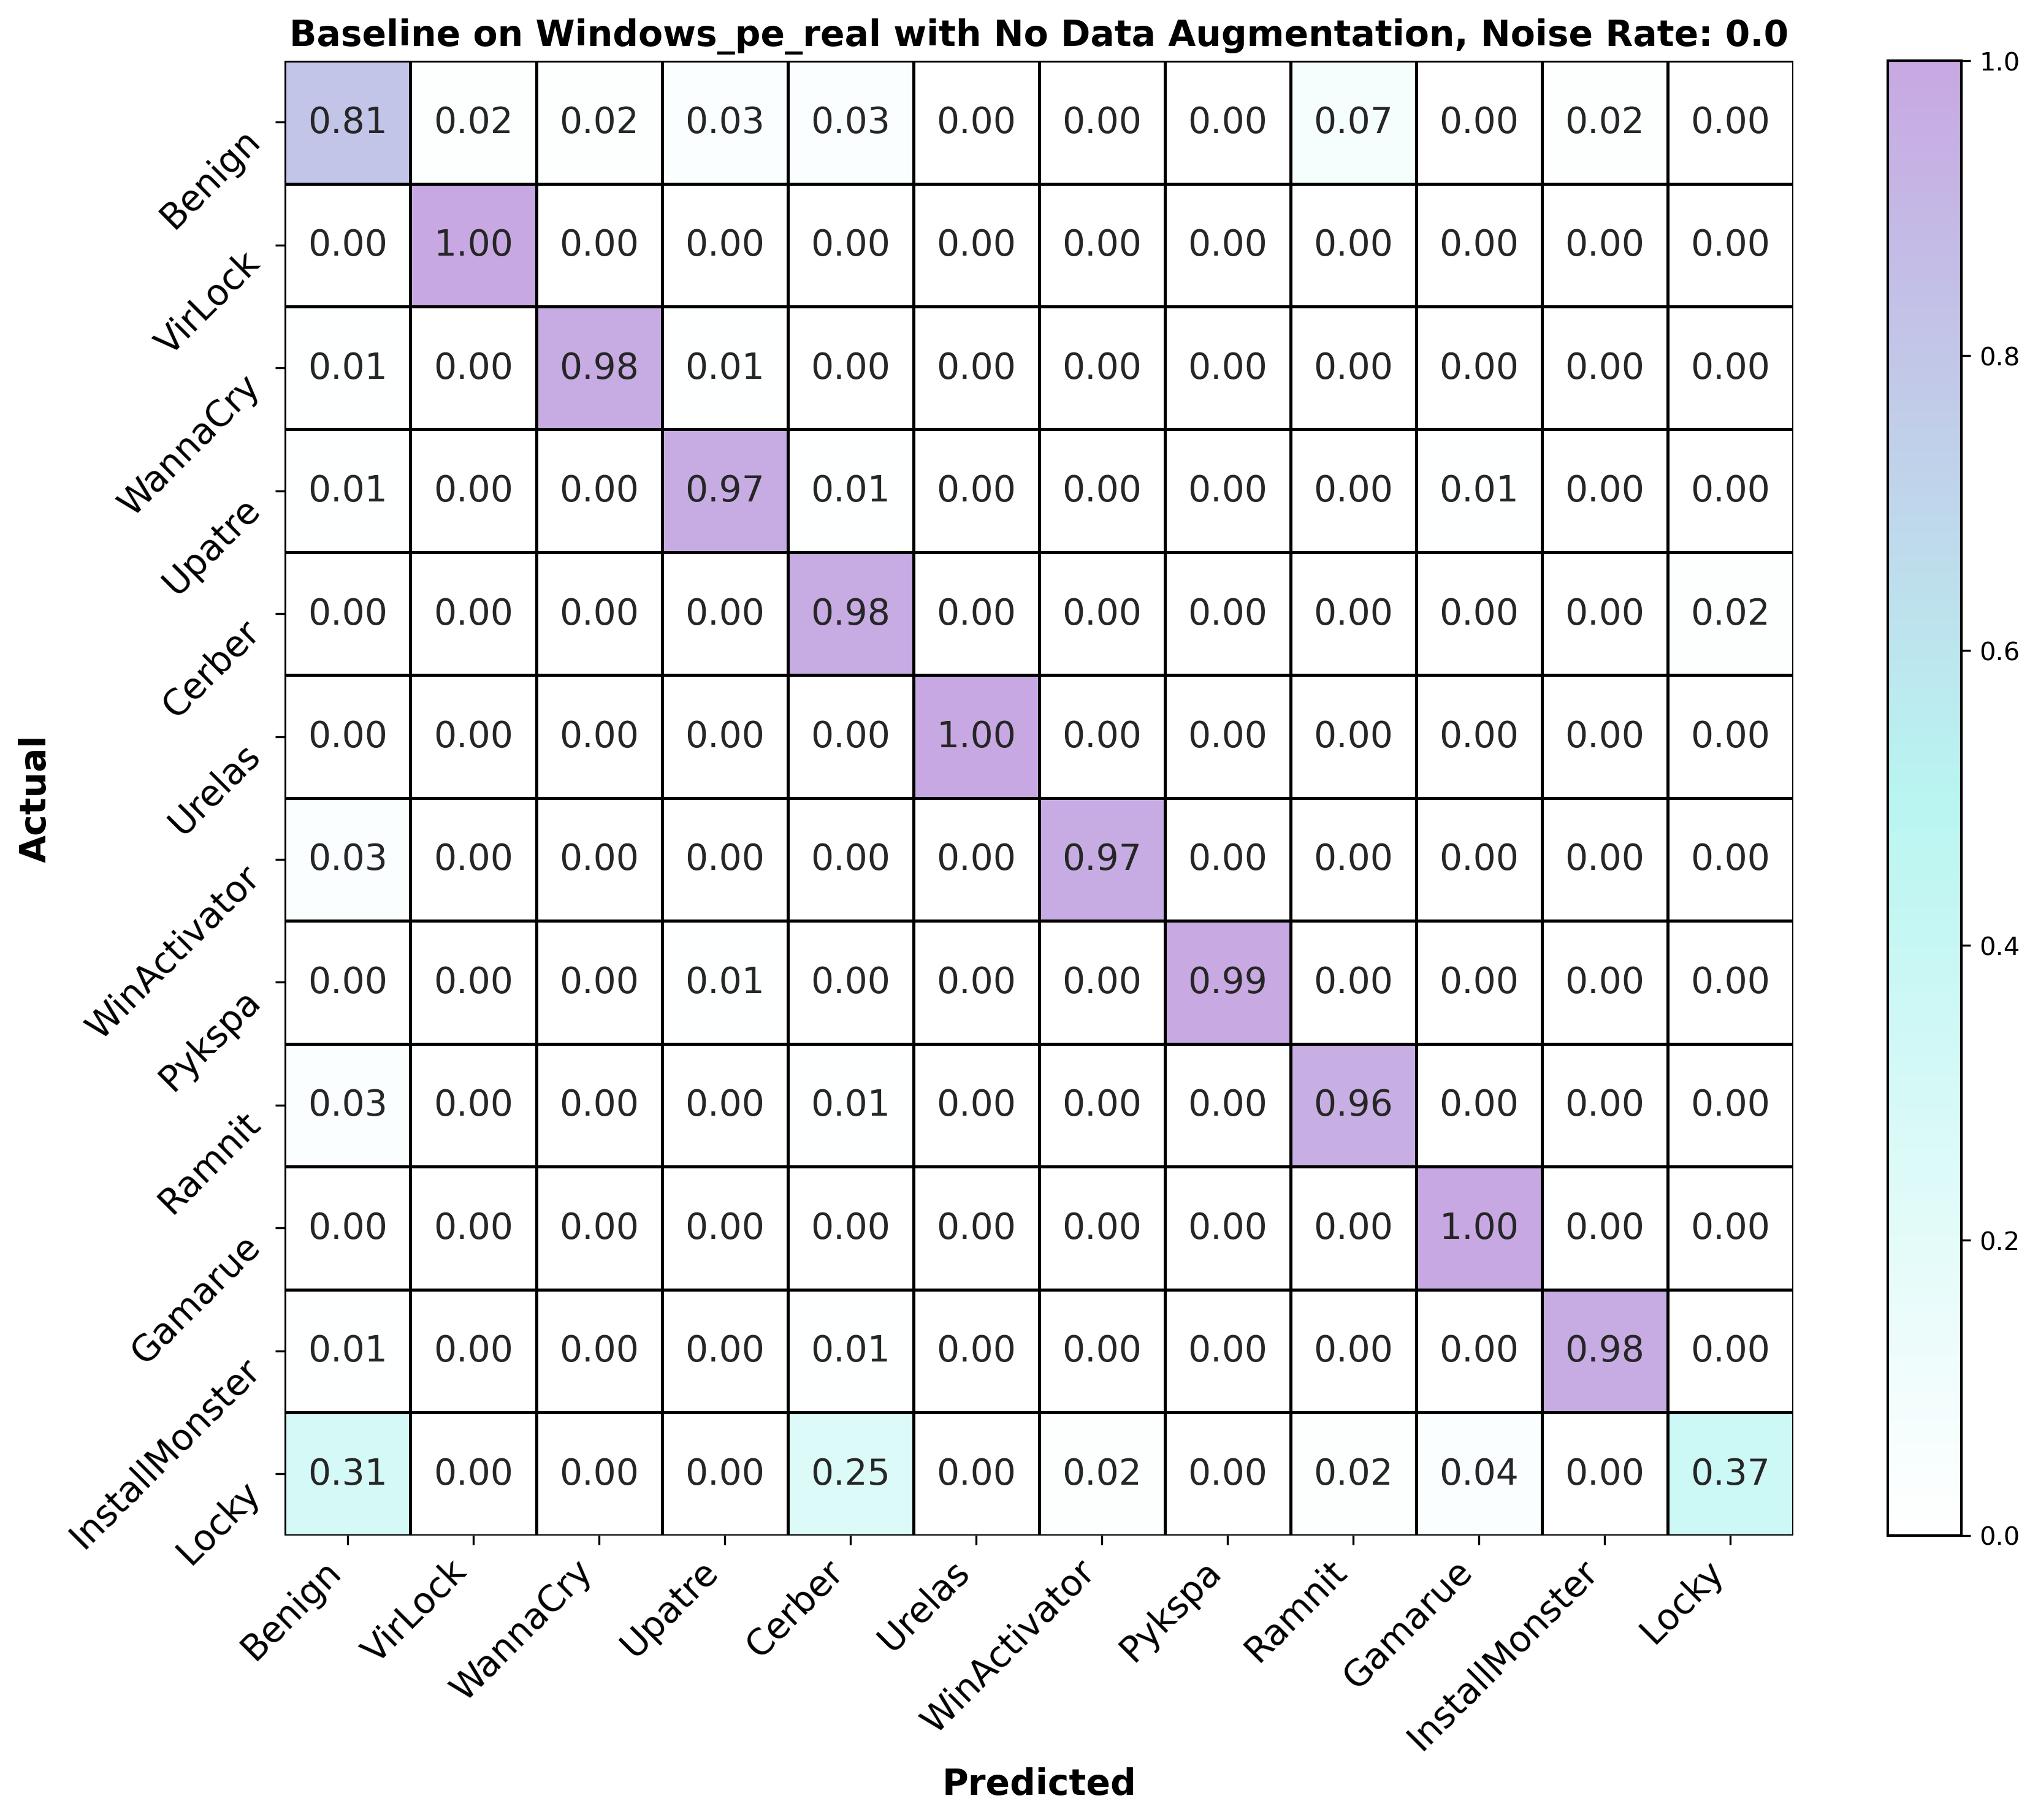 Baseline on Windows_pe_real with No Data Augmentation, Noise Rate: 0.0
Actual
Benign 0.81 0.02 0.02 0.03 0.03 0.00 0.00 0.00 0.07 0.00 0.02 0.00
VirLock 0.00 1.00 0.00 0.00 0.00 0.00 0.00 0.00 0.00 0.00 0.00 0.00
WannaCry 0.01 0.00 0.98 0.01 0.00 0.00 0.00 0.00 0.00 0.00 0.00 0.00
Upatre 0.01 0.00 0.00 0.97 0.01 0.00 0.00 0.00 0.00 0.01 0.00 0.00
Cerber 0.00 0.00 0.00 0.00 0.98 0.00 0.00 0.00 0.00 0.00 0.00 0.02
Urelas 0.00 0.00 0.00 0.00 0.00 1.00 0.00 0.00 0.00 0.00 0.00 0.00
WinActivator 0.03 0.00 0.00 0.00 0.00 0.00 0.97 0.00 0.00 0.00 0.00 0.00
Pykspa 0.00 0.00 0.00 0.01 0.00 0.00 0.00 0.99 0.00 0.00 0.00 0.00
Ramnit 0.03 0.00 0.00 0.00 0.01 0.00 0.00 0.00 0.96 0.00 0.00 0.00
Gamarue 0.00 0.00 0.00 0.00 0.00 0.00 0.00 0.00 0.00 1.00 0.00 0.00
InstallMonster 0.01 0.00 0.00 0.00 0.01 0.00 0.00 0.00 0.00 0.00 0.98 0.00
Locky 0.31 0.00 0.00 0.00 0.25 0.00 0.02 0.00 0.02 0.04 0.00 0.37
Benign VirLock WannaCry Upatre Cerber Urelas WinActivator Pykspa Ramnit Gamarue InstallMonster Locky
Predicted
1.0
0.8
0.6
0.4
0.2
0.0